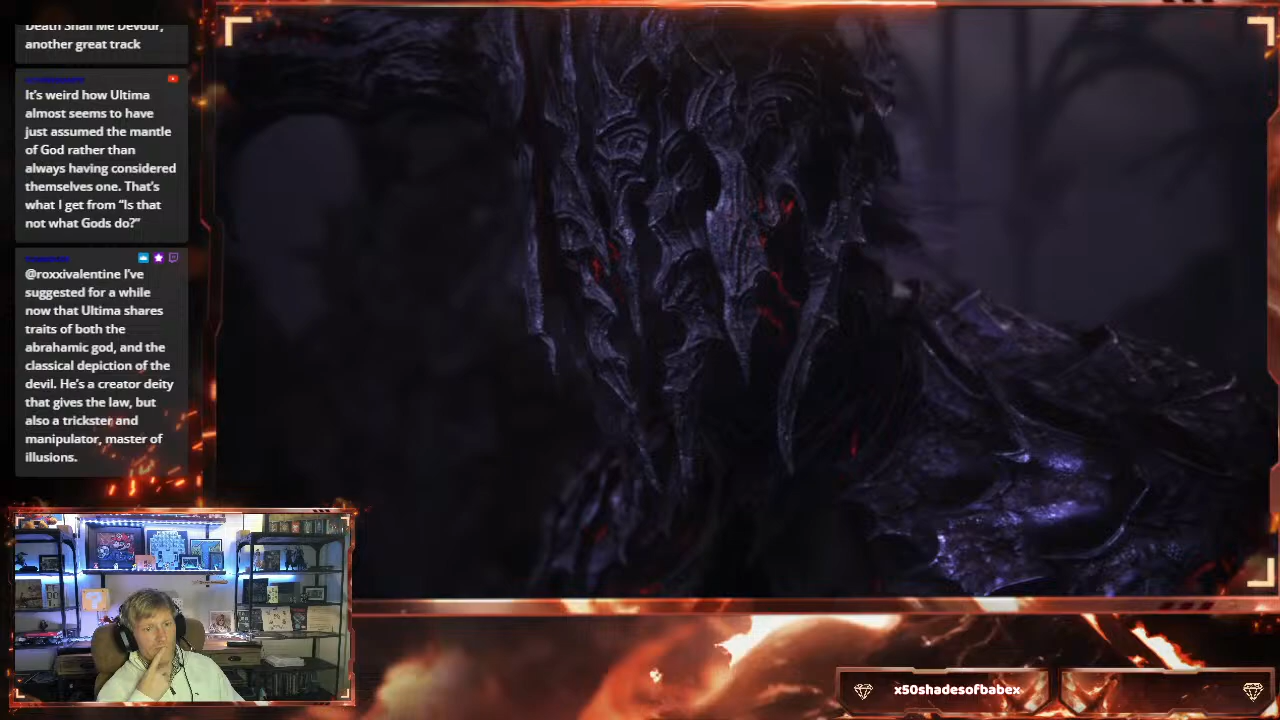 Death Shall Me Devour,
another great track
It's weird how Ultima
almost seems to have
just assumed the mantle
of God rather than
always having considered
themselves one. That's
what I get from “Is that
not what Gods do?”
@roxxivalentine I've
suggested for a while
now that Ultima shares
traits of both the
abrahamic god, and the
classical depiction of the
devil. He's a creator deity
that gives the law, but
also a trickster and
manipulator, master of
illusions.
x50shadesofbabex